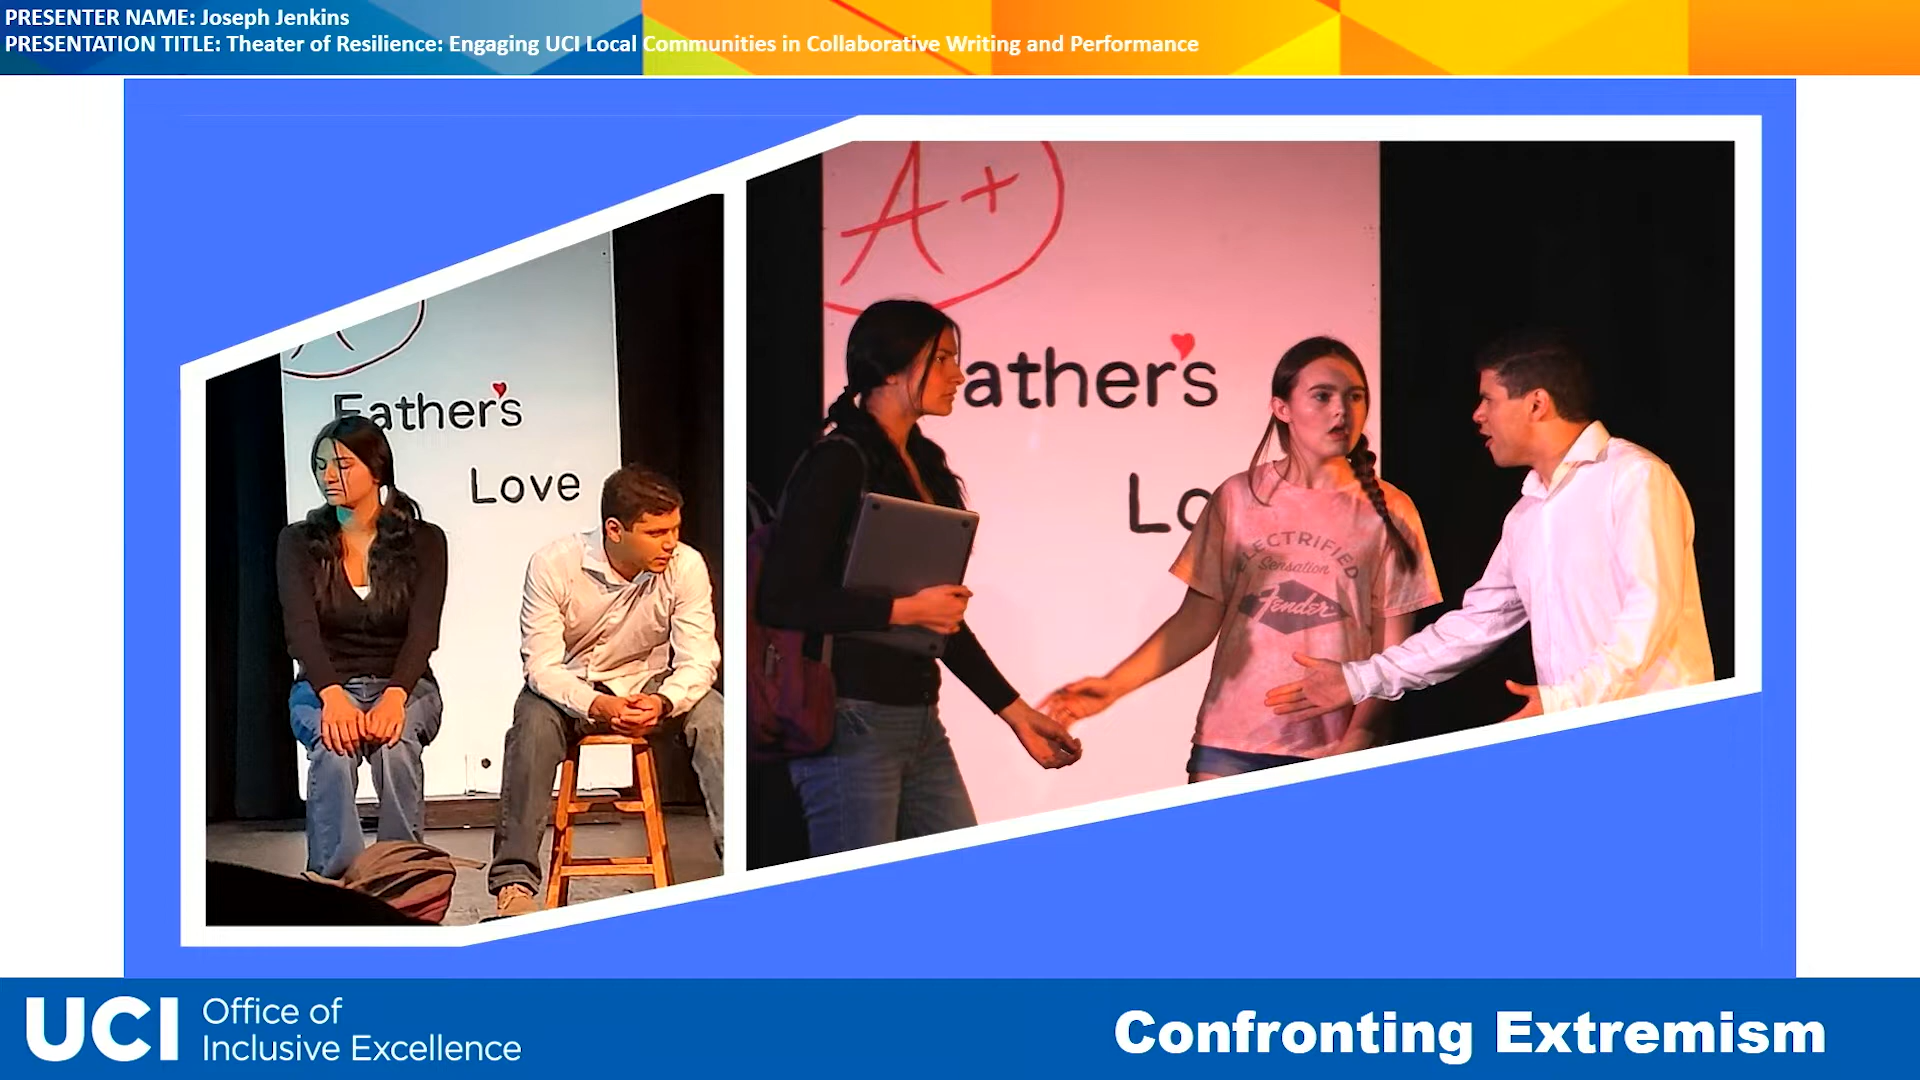 PRESENTER NAME: Joseph Jenkins
PRESENTATION TITLE: Theater of Resilience: Engaging UCI Local Communities in Collaborative Writing and Performance
Father's
Love
A+
ather's
Lo
ELECTRIFIED
Sensation
Fender
UCI Office of
Inclusive Excellence
Confronting Extremism